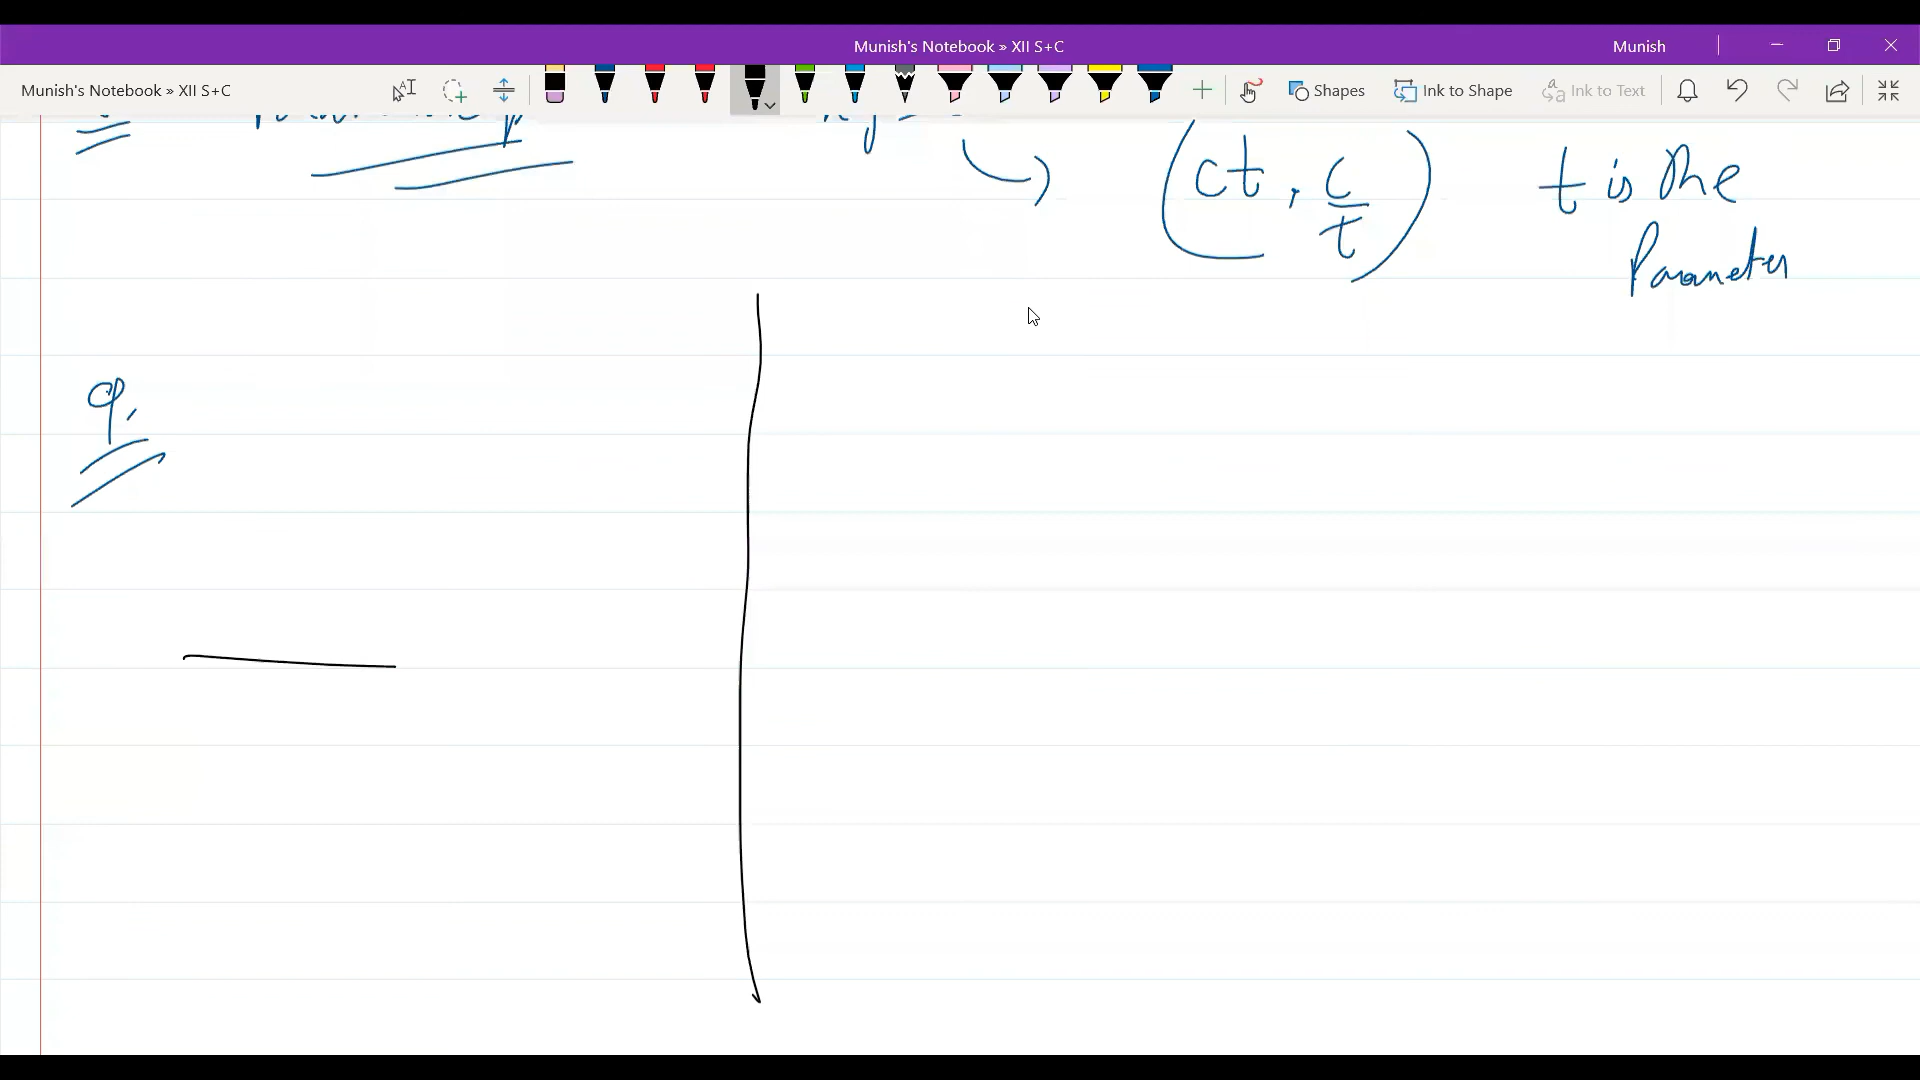 Munish's Notebook » XII S+C
Munish
Munish's Notebook » XII S+C
Shapes
Ink to Shape
Ink to Text
(ct, c/t) t is the
Parameter
q.